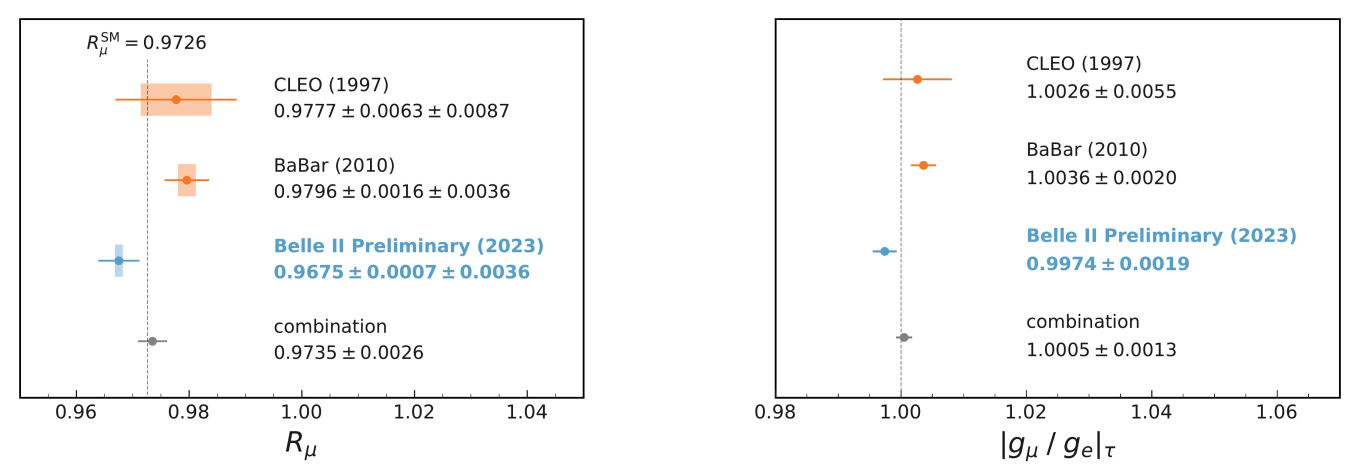 R_μ^SM = 0.9726
CLEO (1997)
0.9777 ± 0.0063 ± 0.0087
BaBar (2010)
0.9796 ± 0.0016 ± 0.0036
Belle II Preliminary (2023)
0.9675 ± 0.0007 ± 0.0036
combination
0.9735 ± 0.0026
0.96 0.98 1.00 1.02 1.04
R_μ
CLEO (1997)
1.0026 ± 0.0055
BaBar (2010)
1.0036 ± 0.0020
Belle II Preliminary (2023)
0.9974 ± 0.0019
combination
1.0005 ± 0.0013
0.98 1.00 1.02 1.04 1.06
|g_μ / g_e|_τ